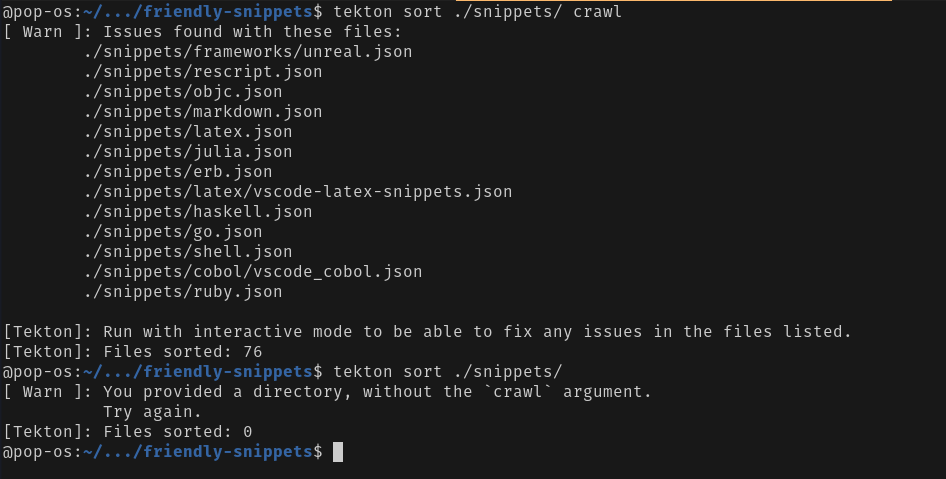 @pop-os:~/.../friendly-snippets$ tekton sort ./snippets/ crawl
[ Warn ]: Issues found with these files:
./snippets/frameworks/unreal.json
./snippets/rescript.json
./snippets/objc.json
./snippets/markdown.json
./snippets/latex.json
./snippets/julia.json
./snippets/erb.json
./snippets/latex/vscode-latex-snippets.json
./snippets/haskell.json
./snippets/go.json
./snippets/shell.json
./snippets/cobol/vscode_cobol.json
./snippets/ruby.json
[Tekton]: Run with interactive mode to be able to fix any issues in the files listed.
[Tekton]: Files sorted: 76
@pop-os:~/.../friendly-snippets$ tekton sort ./snippets/
[ Warn ]: You provided a directory, without the `crawl` argument.
Try again.
[Tekton]: Files sorted: 0
@pop-os:~/.../friendly-snippets$